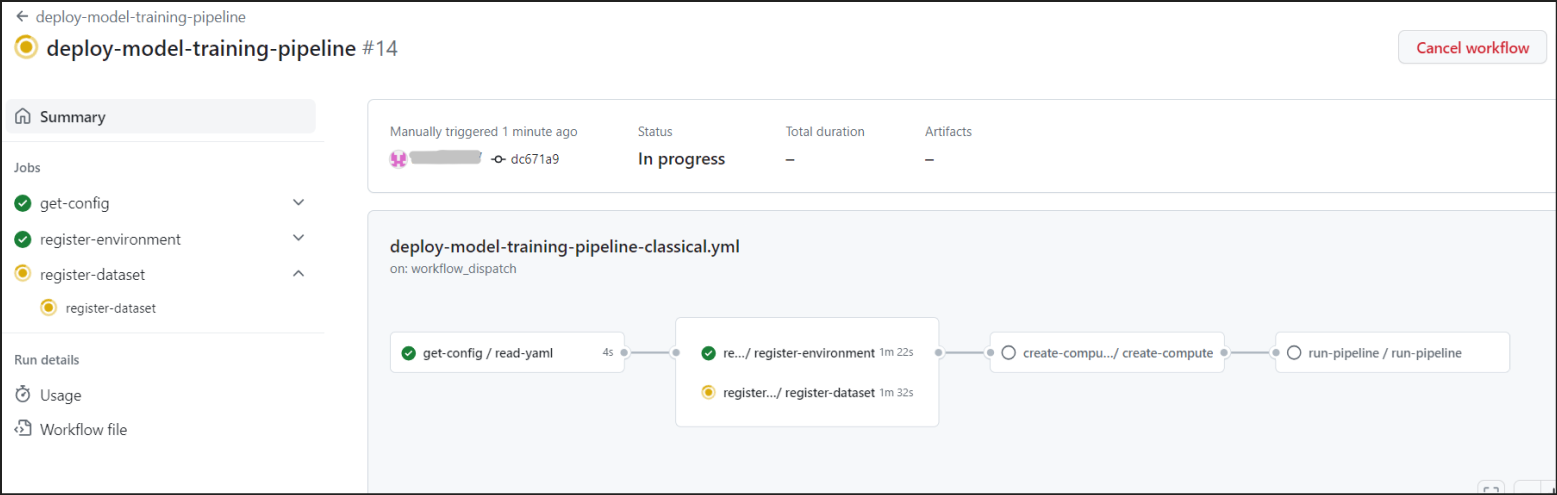 deploy-model-training-pipeline
deploy-model-training-pipeline #14
Cancel workflow
Summary
Jobs
get-config
register-environment
register-dataset
register-dataset
Run details
Usage
Workflow file
Manually triggered 1 minute ago
dc671a9
Status
In progress
Total duration
–
Artifacts
–
deploy-model-training-pipeline-classical.yml
on: workflow_dispatch
get-config / read-yaml 4s
re.../ register-environment 1m 22s
register.../ register-dataset 1m 32s
create-compu.../ create-compute
run-pipeline / run-pipeline